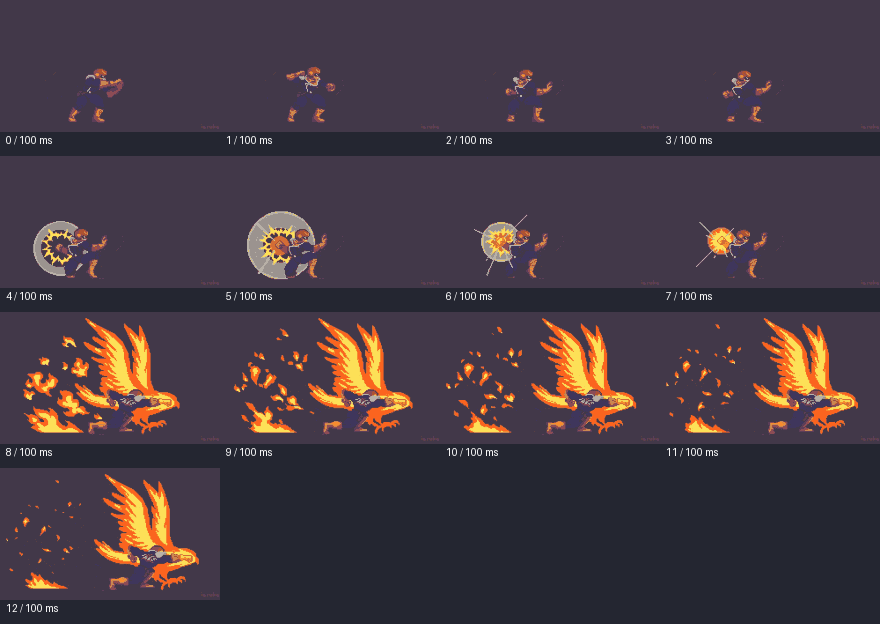 0 / 100 ms
1 / 100 ms
2 / 100 ms
3 / 100 ms
4 / 100 ms
5 / 100 ms
6 / 100 ms
7 / 100 ms
8 / 100 ms
9 / 100 ms
10 / 100 ms
11 / 100 ms
12 / 100 ms